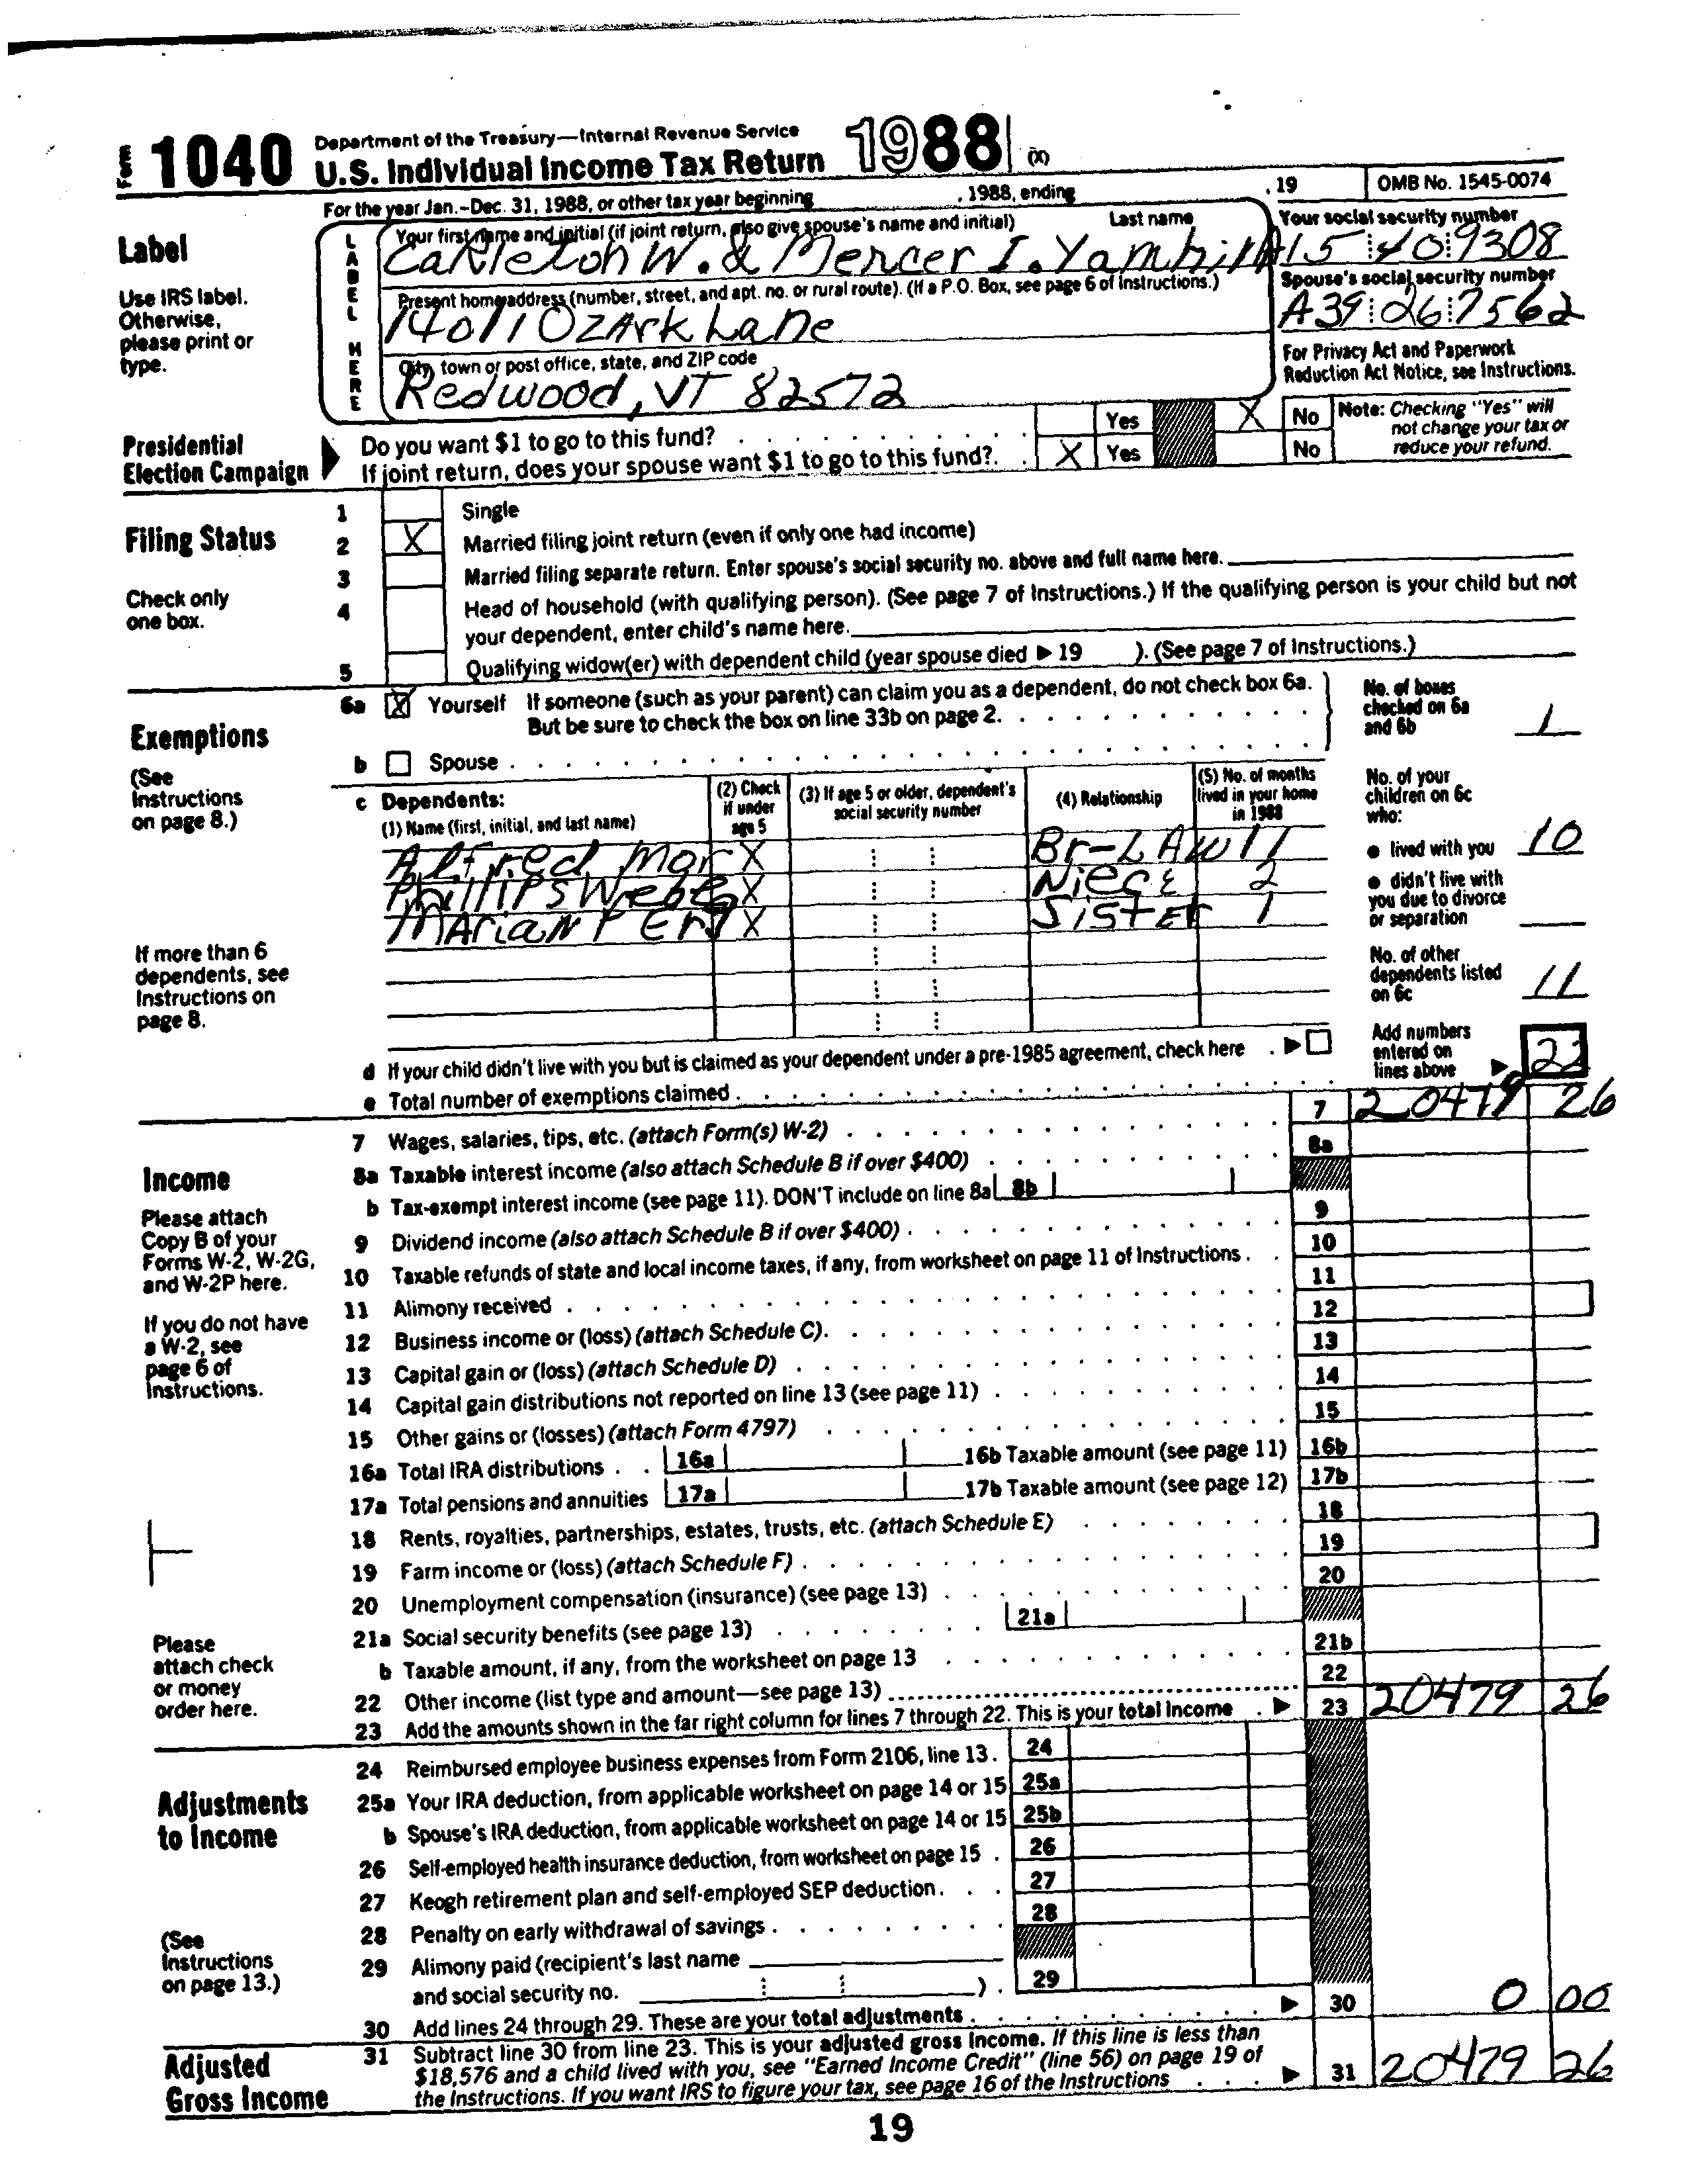 Form 1040 Department of the Treasury—Internal Revenue Service
U.S. Individual Income Tax Return 1988 (X)
For the year Jan.-Dec. 31, 1988, or other tax year beginning , 1988, ending , 19 OMB No. 1545-0074
Label
Use IRS label.
Otherwise,
please print or
type.
LABEL HERE
Your first name and initial (if joint return, also give spouse's name and initial) Last name
Carleton W. & Mercer I. Yamhill
Your social security number
A15 40 9308
Present home address (number, street, and apt. no. or rural route). (If a P.O. Box, see page 6 of Instructions.)
14011 Ozark Lane
Spouse's social security number
A39 26 7562
City, town or post office, state, and ZIP code
Redwood, VT 82572
For Privacy Act and Paperwork
Reduction Act Notice, see Instructions.
Presidential
Election Campaign
Do you want $1 to go to this fund? . . . Yes X No
If joint return, does your spouse want $1 to go to this fund?. . X Yes No
Note: Checking "Yes" will
not change your tax or
reduce your refund.
Filing Status
Check only
one box.
1 Single
2 X Married filing joint return (even if only one had income)
3 Married filing separate return. Enter spouse's social security no. above and full name here.
4 Head of household (with qualifying person). (See page 7 of Instructions.) If the qualifying person is your child but not
your dependent, enter child's name here.
5 Qualifying widow(er) with dependent child (year spouse died ▶ 19 ). (See page 7 of Instructions.)
Exemptions
(See
Instructions
on page 8.)
6a X Yourself If someone (such as your parent) can claim you as a dependent, do not check box 6a.
But be sure to check the box on line 33b on page 2.
b Spouse
No. of boxes
checked on 6a
and 6b 1
c Dependents:
(1) Name (first, initial, and last name)
(2) Check
if under
age 5
(3) If age 5 or older, dependent's
social security number
(4) Relationship
(5) No. of months
lived in your home
in 1988
Alfred Mar X Br-LAW 11
Phillips Webe X Niece 2
Marian Pery X Sister 1
No. of your
children on 6c
who:
● lived with you 10
● didn't live with
you due to divorce
or separation
No. of other
dependents listed
on 6c 11
If more than 6
dependents, see
Instructions on
page 8.
d If your child didn't live with you but is claimed as your dependent under a pre-1985 agreement, check here . ▶
e Total number of exemptions claimed
Add numbers
entered on
lines above ▶ 22
Income
Please attach
Copy B of your
Forms W-2, W-2G,
and W-2P here.
If you do not have
a W-2, see
page 6 of
Instructions.
Please
attach check
or money
order here.
7 Wages, salaries, tips, etc. (attach Form(s) W-2) 7 20479 26
8a Taxable interest income (also attach Schedule B if over $400) 8a
b Tax-exempt interest income (see page 11). DON'T include on line 8a 8b
9 Dividend income (also attach Schedule B if over $400) 9
10 Taxable refunds of state and local income taxes, if any, from worksheet on page 11 of Instructions 10
11 Alimony received 11
12 Business income or (loss) (attach Schedule C). 12
13 Capital gain or (loss) (attach Schedule D) 13
14 Capital gain distributions not reported on line 13 (see page 11) 14
15 Other gains or (losses) (attach Form 4797) 15
16a Total IRA distributions 16a 16b Taxable amount (see page 11) 16b
17a Total pensions and annuities 17a 17b Taxable amount (see page 12) 17b
18 Rents, royalties, partnerships, estates, trusts, etc. (attach Schedule E) 18
19 Farm income or (loss) (attach Schedule F) 19
20 Unemployment compensation (insurance) (see page 13) 20
21a Social security benefits (see page 13) 21a
b Taxable amount, if any, from the worksheet on page 13 21b
22 Other income (list type and amount—see page 13) 22
23 Add the amounts shown in the far right column for lines 7 through 22. This is your total income ▶ 23 20479 26
Adjustments
to Income
(See
Instructions
on page 13.)
24 Reimbursed employee business expenses from Form 2106, line 13. 24
25a Your IRA deduction, from applicable worksheet on page 14 or 15 25a
b Spouse's IRA deduction, from applicable worksheet on page 14 or 15 25b
26 Self-employed health insurance deduction, from worksheet on page 15 26
27 Keogh retirement plan and self-employed SEP deduction. 27
28 Penalty on early withdrawal of savings 28
29 Alimony paid (recipient's last name
and social security no. ) . 29
30 Add lines 24 through 29. These are your total adjustments ▶ 30 0 00
Adjusted
Gross Income
31 Subtract line 30 from line 23. This is your adjusted gross income. If this line is less than
$18,576 and a child lived with you, see "Earned Income Credit" (line 56) on page 19 of
the Instructions. If you want IRS to figure your tax, see page 16 of the Instructions ▶ 31 20479 26
19